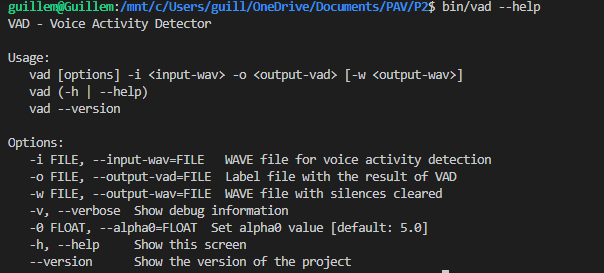 guillem@Guillem:/mnt/c/Users/guill/OneDrive/Documents/PAV/P2$ bin/vad --help
VAD - Voice Activity Detector

Usage:
   vad [options] -i <input-wav> -o <output-vad> [-w <output-wav>]
   vad (-h | --help)
   vad --version

Options:
   -i FILE, --input-wav=FILE   WAVE file for voice activity detection
   -o FILE, --output-vad=FILE  Label file with the result of VAD
   -w FILE, --output-wav=FILE  WAVE file with silences cleared
   -v, --verbose  Show debug information
   -0 FLOAT, --alpha0=FLOAT  Set alpha0 value [default: 5.0]
   -h, --help     Show this screen
   --version      Show the version of the project